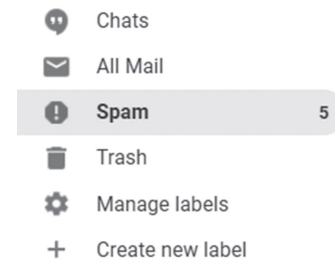 Chats
All Mail
Spam 5
Trash
Manage labels
Create new label